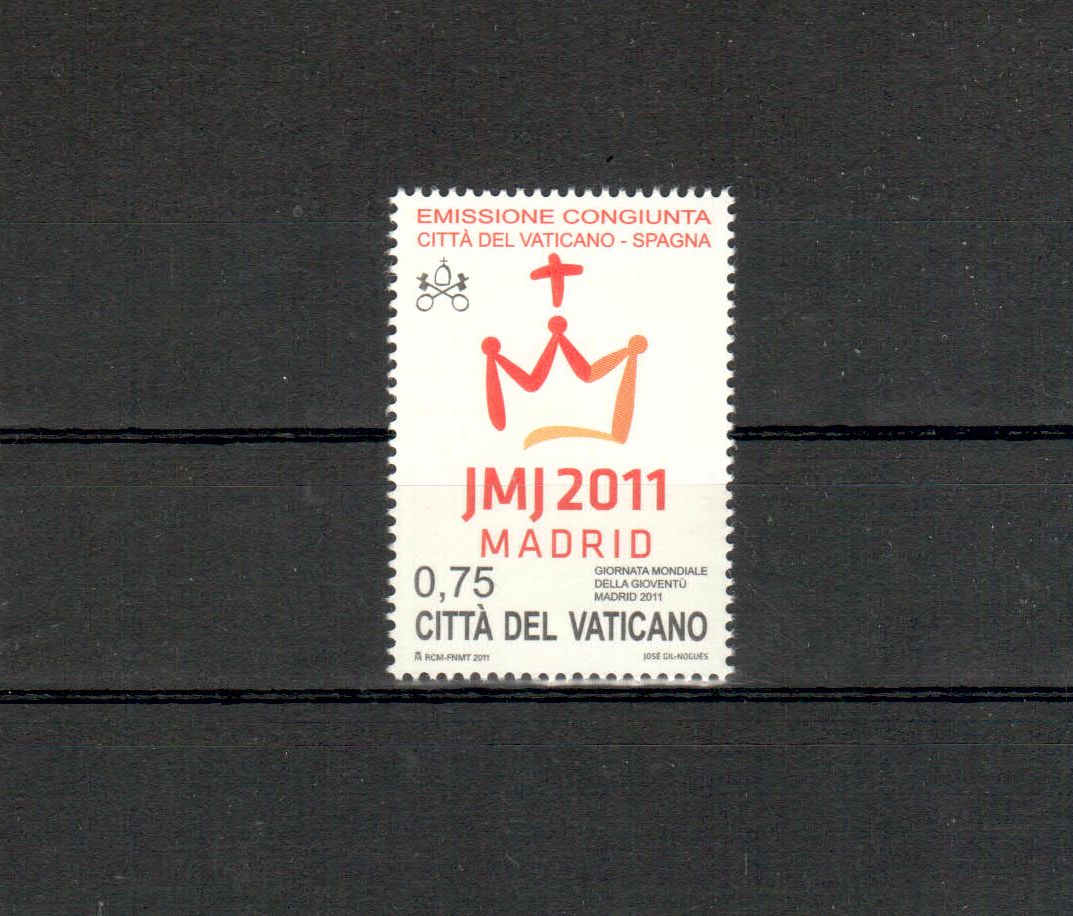 EMISSIONE CONGIUNTA
CITTÀ DEL VATICANO - SPAGNA
JMJ 2011
MADRID
0,75
GIORNATA MONDIALE
DELLA GIOVENTÙ
MADRID 2011
CITTÀ DEL VATICANO
RCM-FNMT 2011
JOSÉ GIL-NOGUÉS